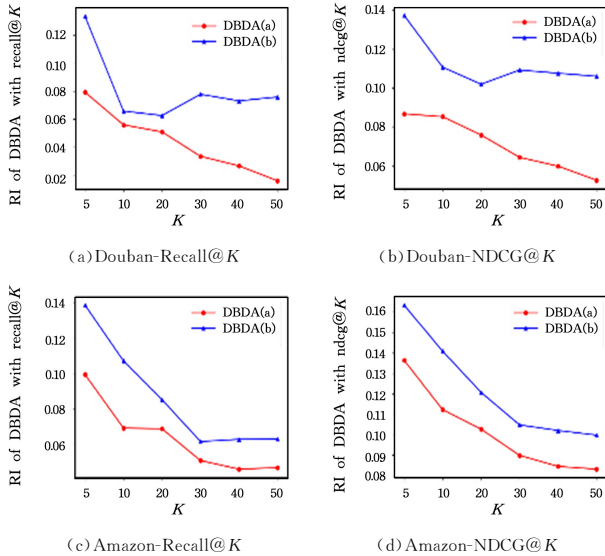 RI of DBDA with recall@K
0.12
0.10
0.08
0.06
0.04
0.02
DBDA(a)
DBDA(b)
5 10 20 30 40 50
K
(a)Douban-Recall@K
RI of DBDA with ndcg@K
0.14
0.12
0.10
0.08
0.06
DBDA(a)
DBDA(b)
5 10 20 30 40 50
K
(b)Douban-NDCG@K
RI of DBDA with recall@K
0.14
0.12
0.10
0.08
0.06
DBDA(a)
DBDA(b)
5 10 20 30 40 50
K
(c)Amazon-Recall@K
RI of DBDA with ndcg@K
0.16
0.14
0.13
0.12
0.11
0.10
0.09
0.08
DBDA(a)
DBDA(b)
5 10 20 30 40 50
K
(d)Amazon-NDCG@K